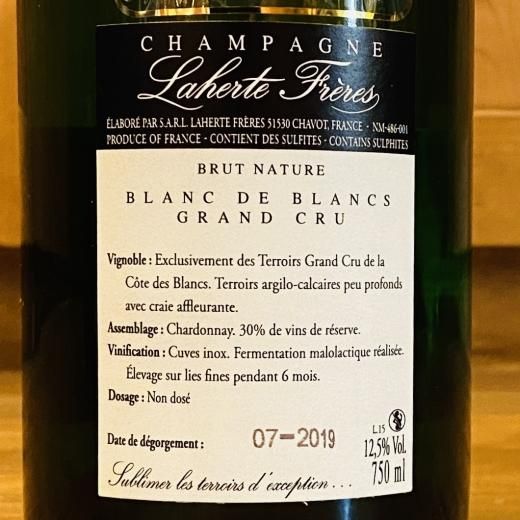 CHAMPAGNE
Laherte Frères
ÉLABORÉ PAR S.A.R.L. LAHERTE FRÈRES 51530 CHAVOT, FRANCE - NM-486-001
PRODUCE OF FRANCE - CONTIENT DES SULFITES - CONTAINS SULPHITES
BRUT NATURE
BLANC DE BLANCS
GRAND CRU
Vignoble : Exclusivement des Terroirs Grand Cru de la
Côte des Blancs. Terroirs argilo-calcaires peu profonds
avec craie affleurante.
Assemblage : Chardonnay. 30% de vins de réserve.
Vinification : Cuves inox. Fermentation malolactique réalisée.
Élevage sur lies fines pendant 6 mois.
Dosage : Non dosé
Date de dégorgement : 07-2019
L15
12,5% Vol.
750 ml
Sublimer les terroirs d'exception . . .